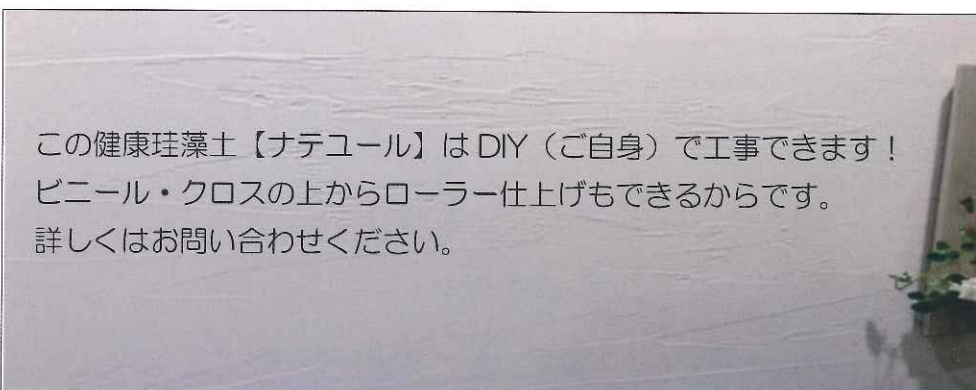 この健康珪藻土【ナテユール】は DIY（ご自身）で工事できます！
ビニール・クロスの上からローラー仕上げもできるからです。
詳しくはお問い合わせください。